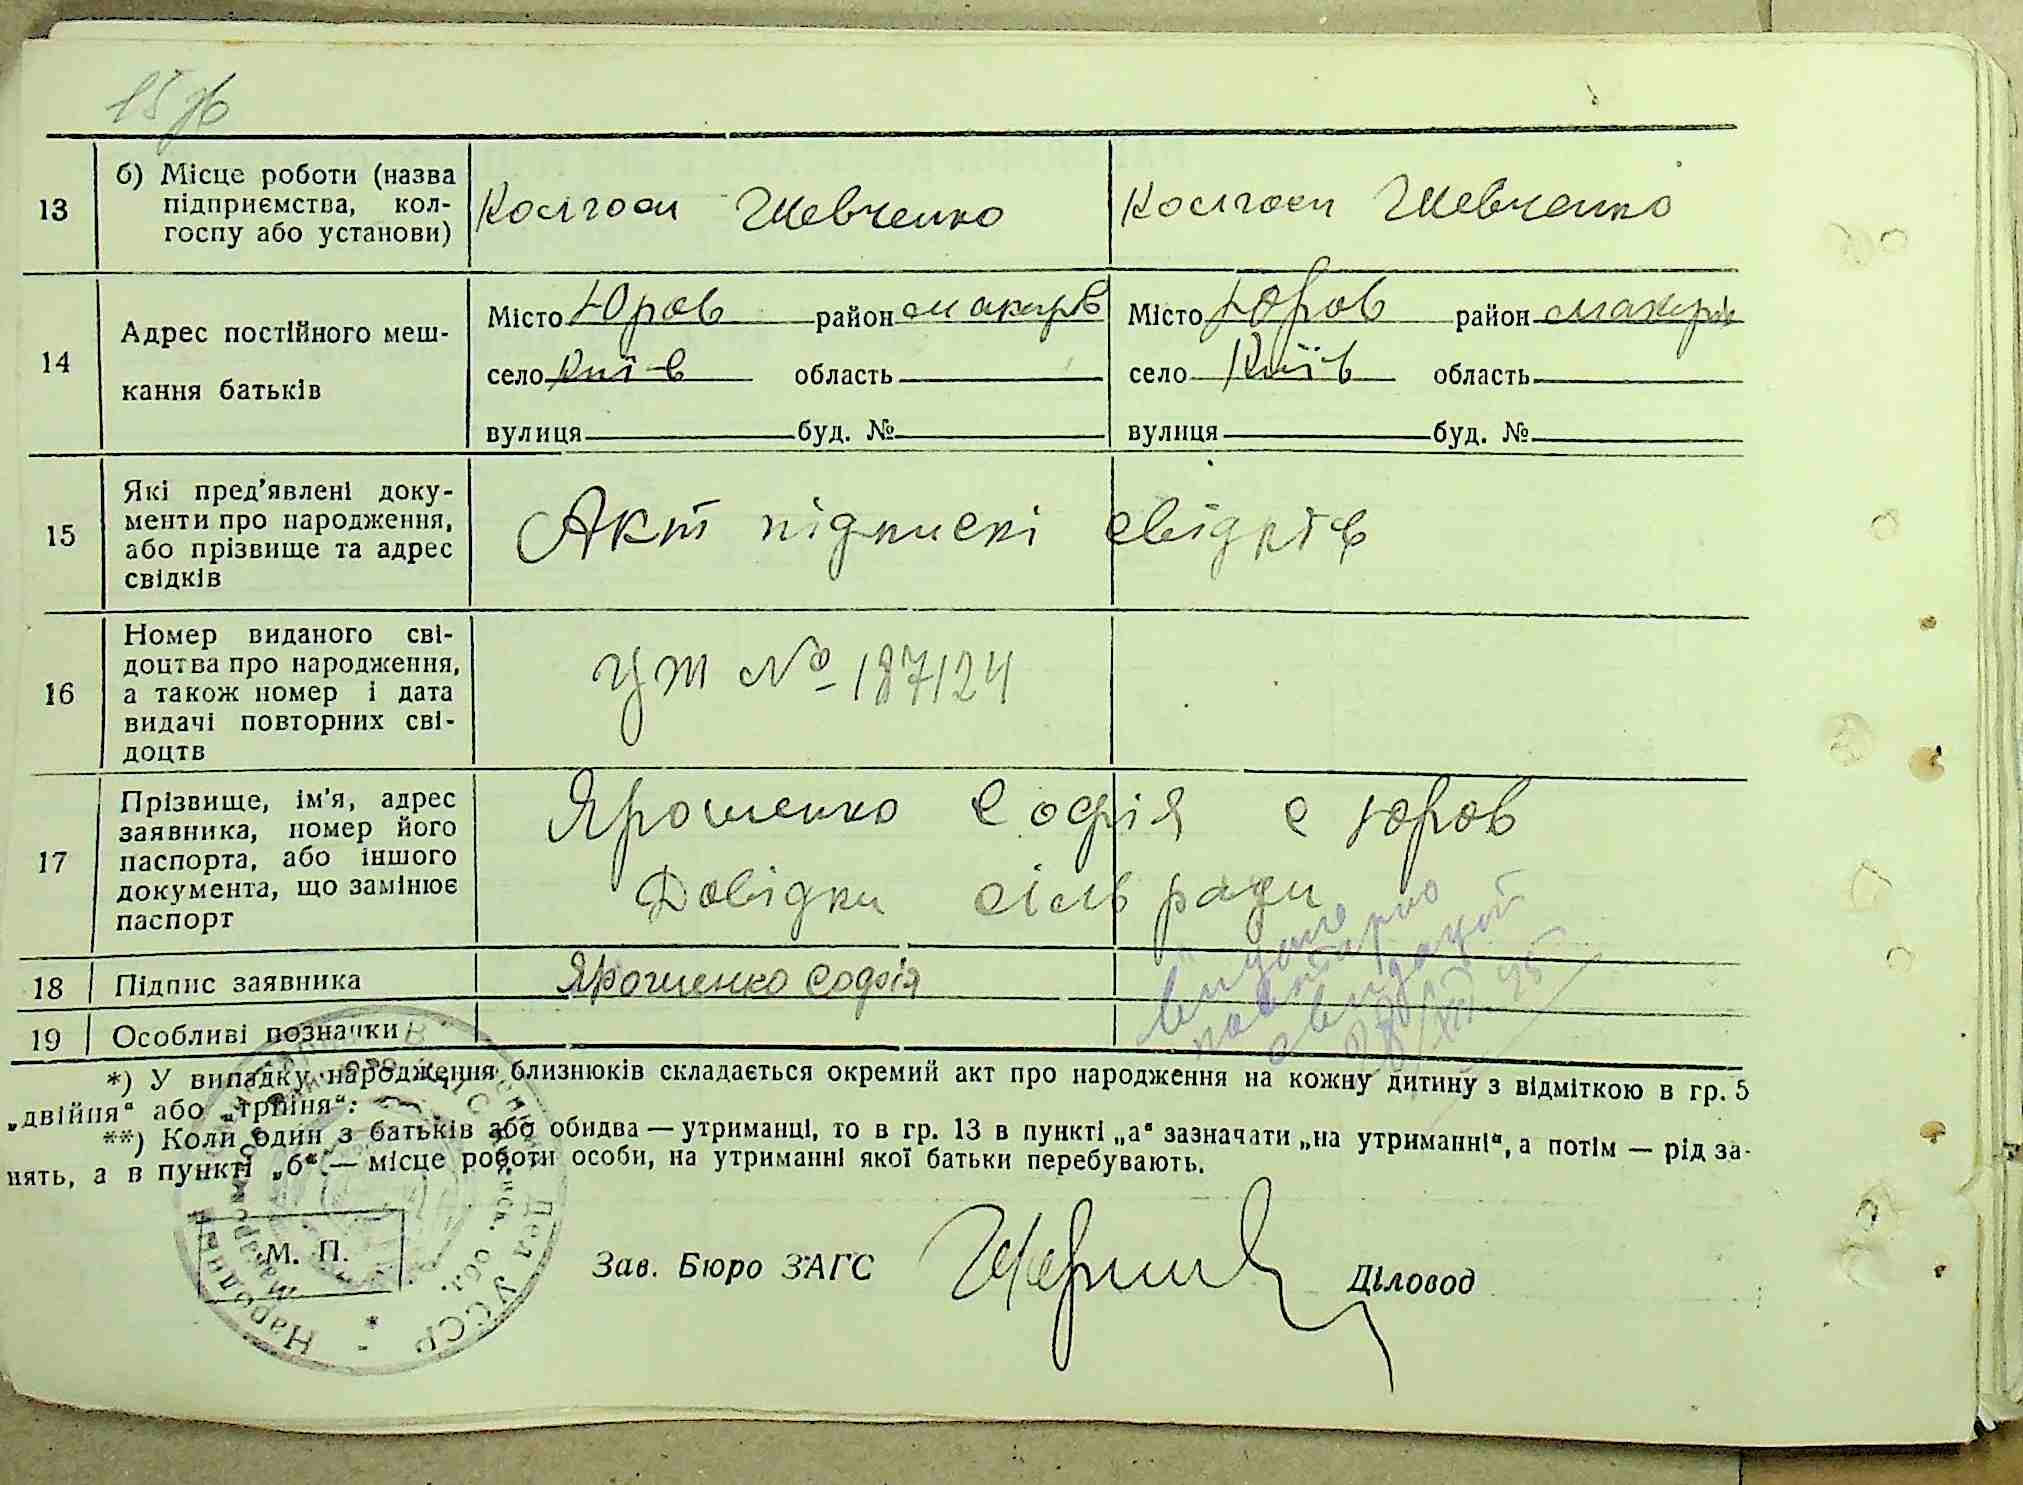 15
13
б) Місце роботи (назва
підприємства, кол-
госпу або установи)
Колгосп Шевченко
Колгосп Шевченко
14
Адрес постійного меш-
кання батьків
Місто Юров район макарів
село Київ область
вулиця буд. №
Місто Юров район макарів
село Київ область
вулиця буд. №
15
Які пред'явлені доку-
менти про народження,
або прізвище та адрес
свідків
Акт підпискі свідків
16
Номер виданого сві-
доцтва про народження,
а також номер і дата
видачі повторних сві-
доцтв
УЖ № 187124
17
Прізвище, ім'я, адрес
заявника, номер його
паспорта, або іншого
документа, що замінює
паспорт
Ярошенко Софія с Юров
Довідки сільради
18
Підпис заявника
Ярошенко Софія
19
Особливі позначки
*) У випадку народження близнюків складається окремий акт про народження на кожну дитину з відміткою в гр. 5
„двійня“ або „трійня“.
**) Коли один з батьків або обидва — утриманці, то в гр. 13 в пункті „а“ зазначати „на утриманні“, а потім — рід за-
нять, а в пункті „б“ — місце роботи особи, на утриманні якої батьки перебувають.
М. П.
Зав. Бюро ЗАГС
Діловод